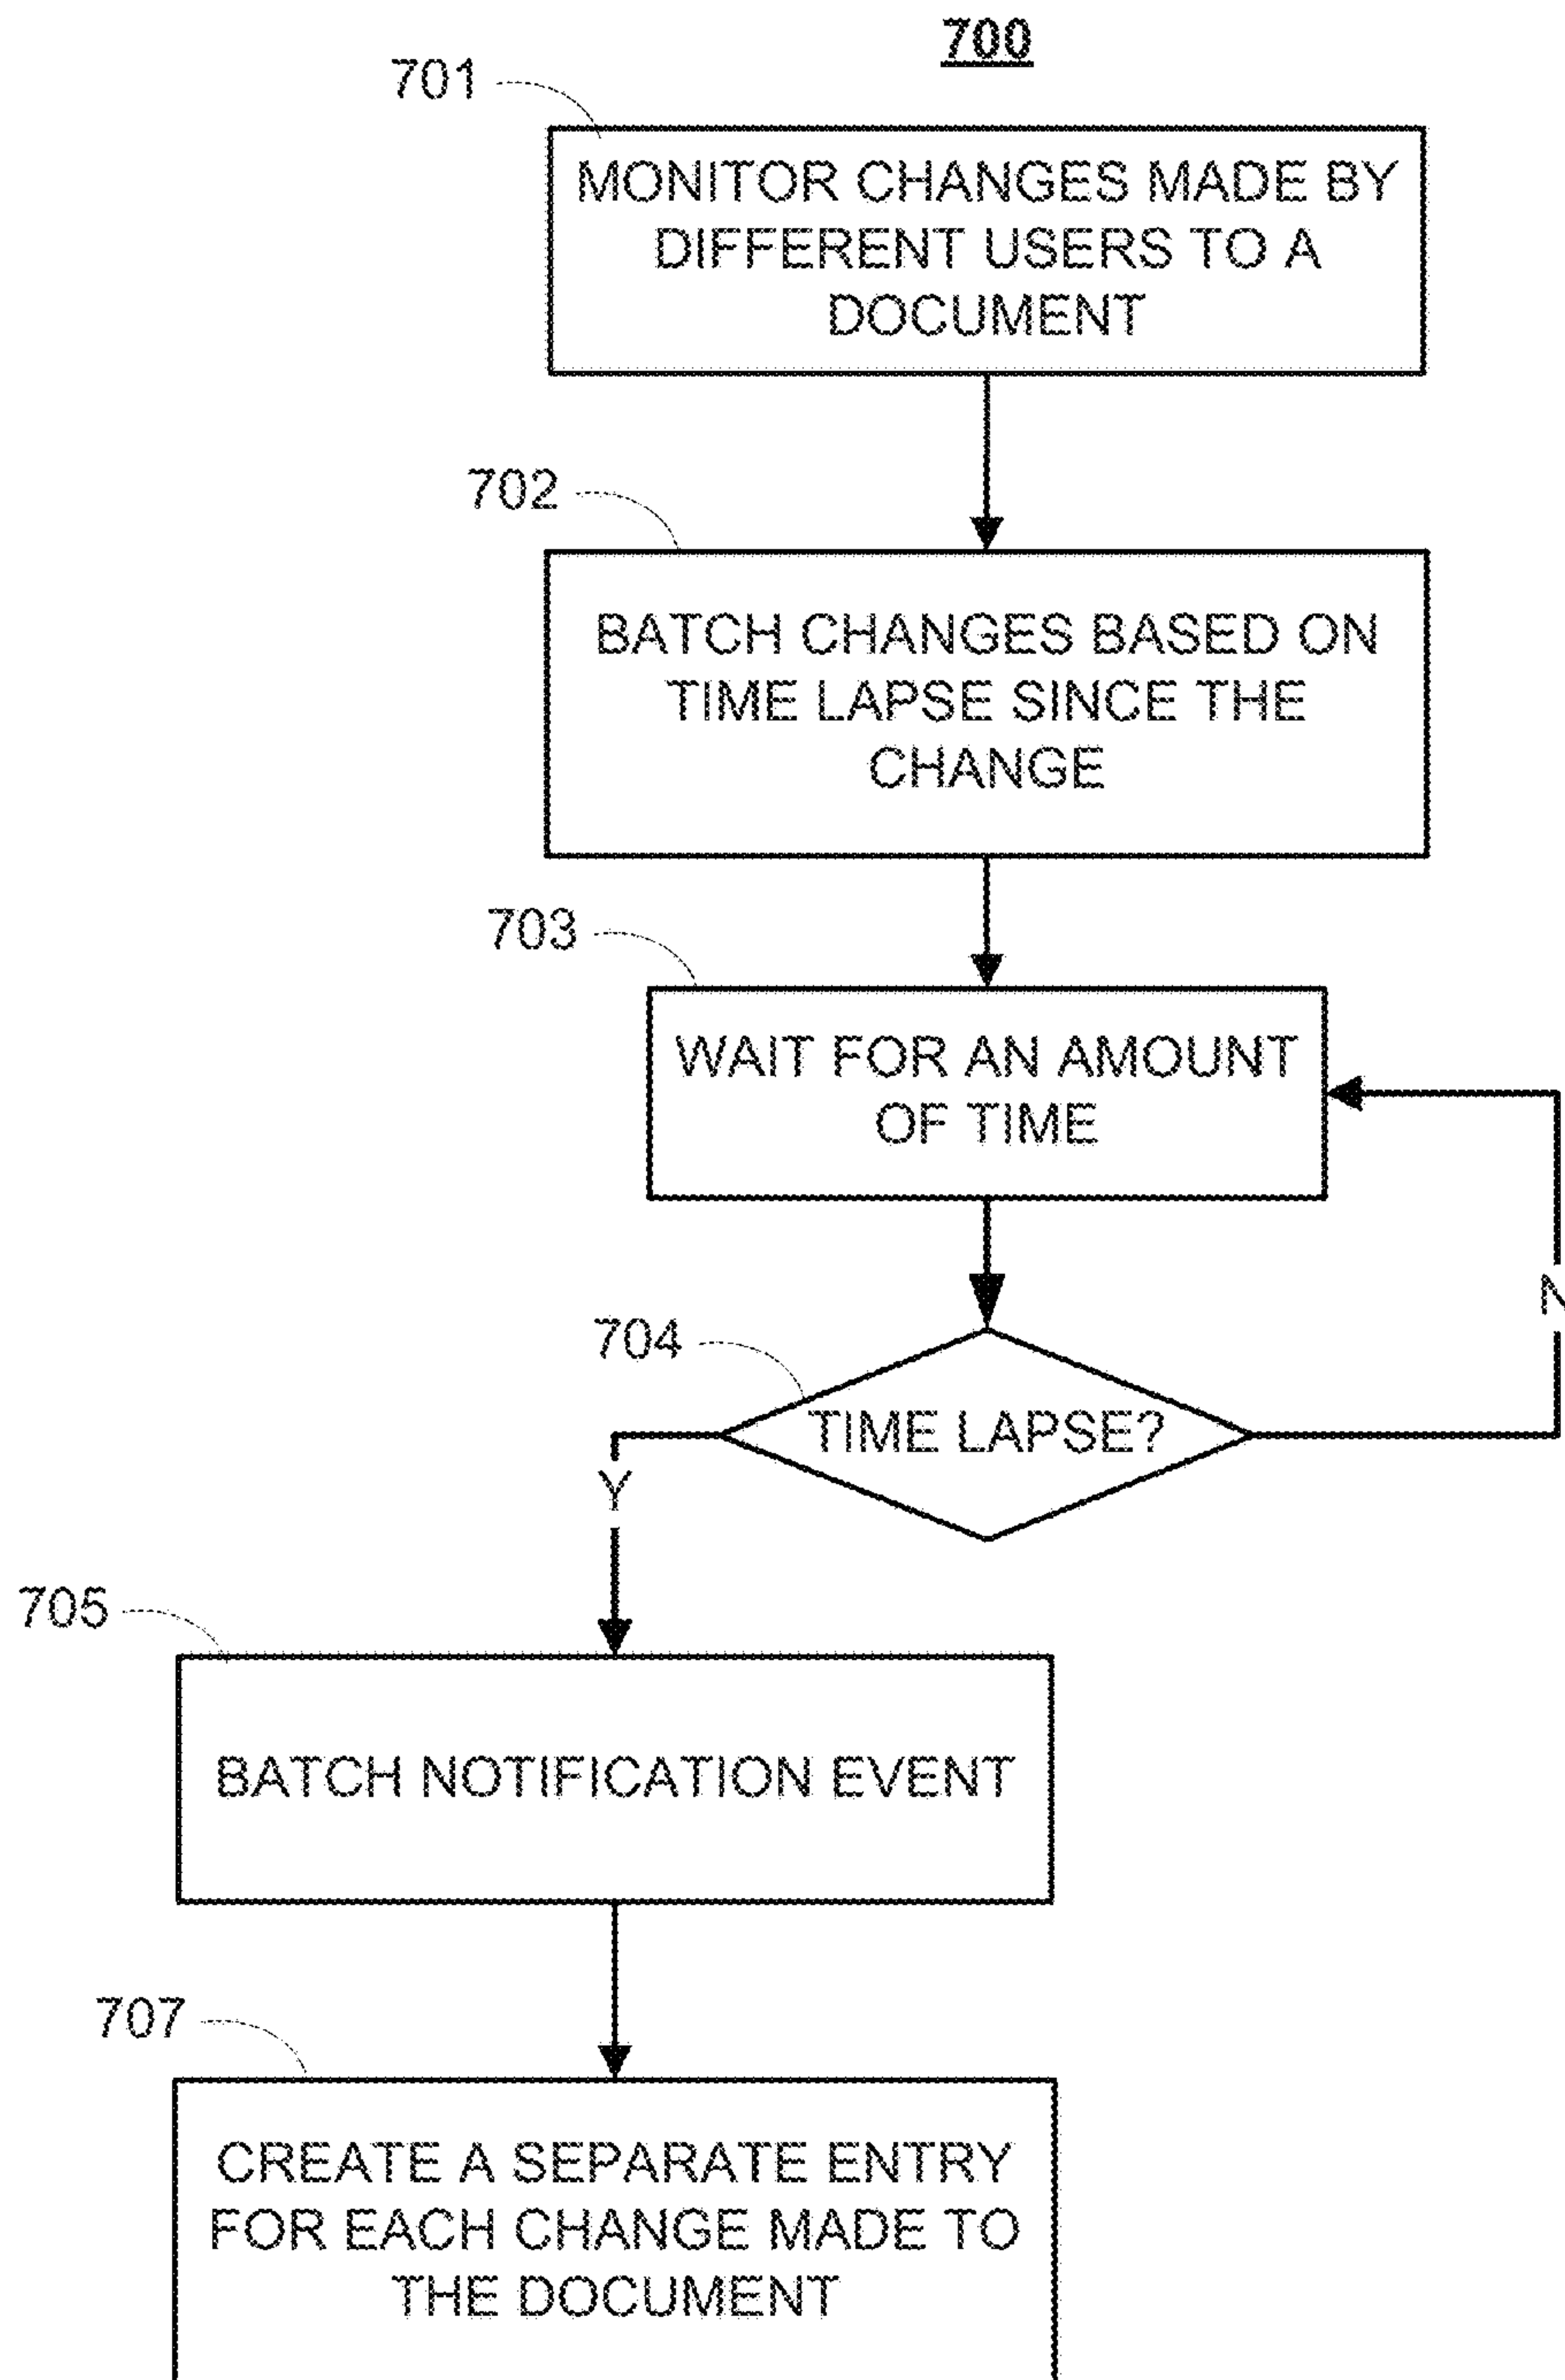 700
701
MONITOR CHANGES MADE BY
DIFFERENT USERS TO A
DOCUMENT
702
BATCH CHANGES BASED ON
TIME LAPSE SINCE THE
CHANGE
703
WAIT FOR AN AMOUNT
OF TIME
N
704
TIME LAPSE?
Y
705
BATCH NOTIFICATION EVENT
707
CREATE A SEPARATE ENTRY
FOR EACH CHANGE MADE TO
THE DOCUMENT